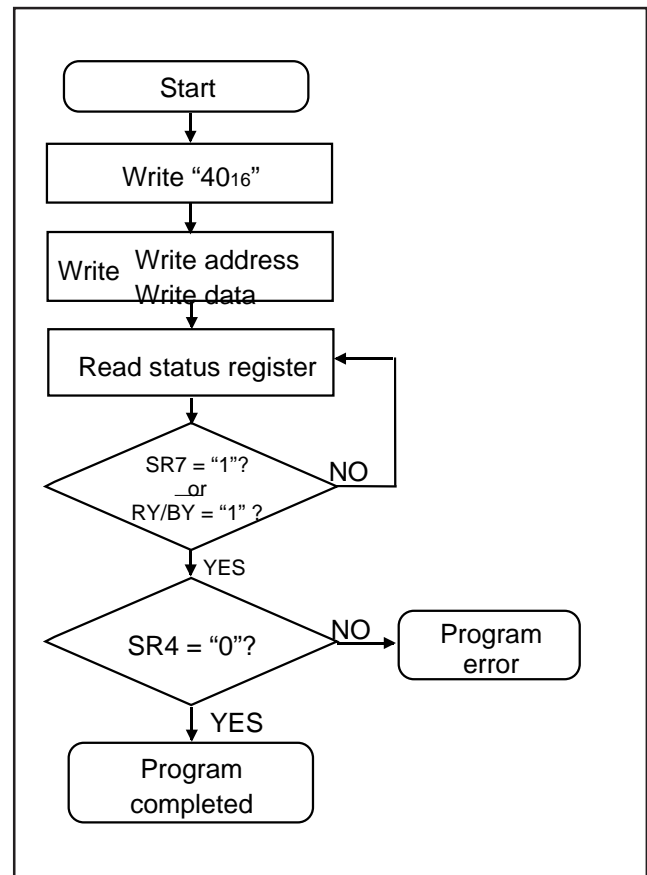 Start
Write “40₁₆”
Write Write address
Write data
Read status register
SR7 = “1”?
or
RY/BY = “1” ?
NO
YES
SR4 = “0”?
NO
Program
error
YES
Program
completed